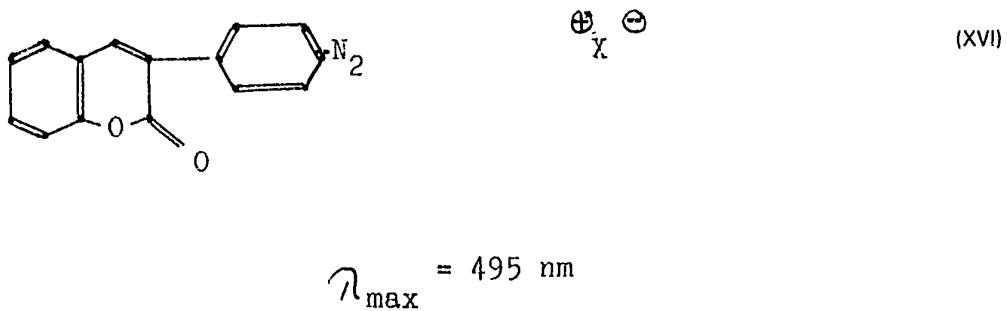 ⊕ ⊖
N2 X (XVI)
O
O
λmax = 495 nm